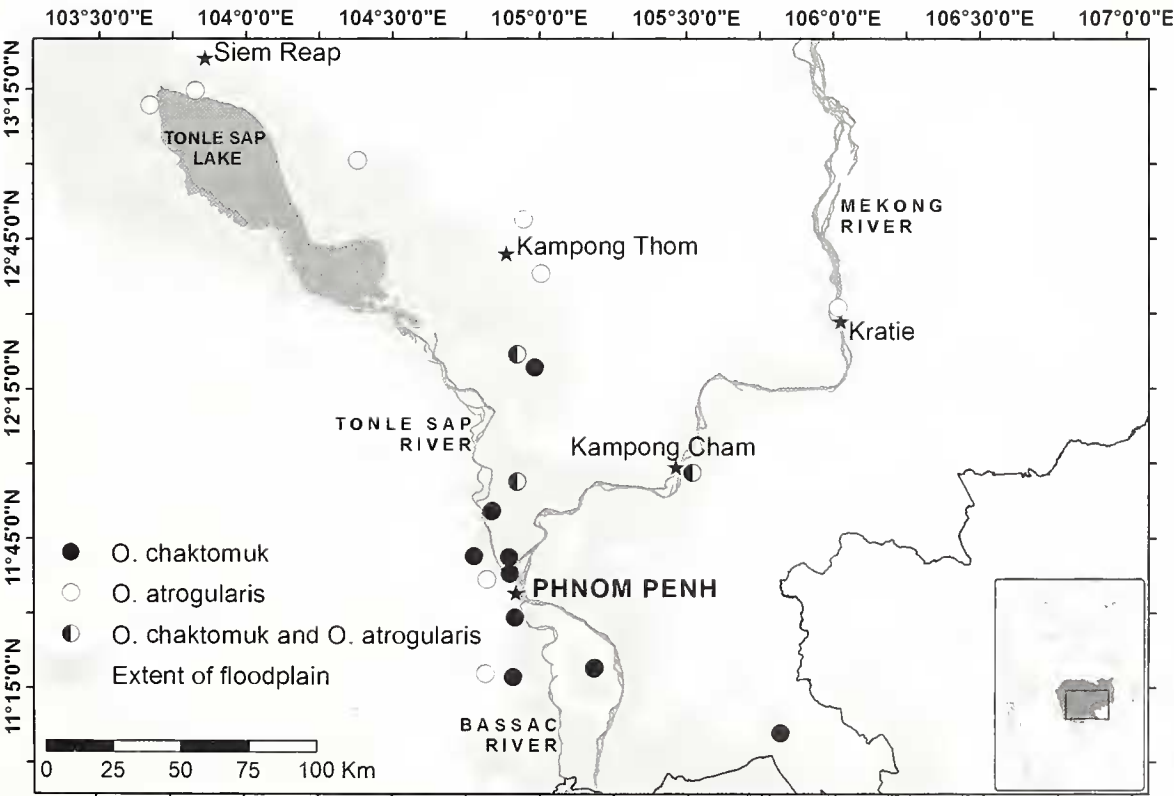 103°30'0"E 104°0'0"E 104°30'0"E 105°0'0"E 105°30'0"E 106°0'0"E 106°30'0"E 107°0'0"E
Siem Reap
13°15'0"N
TONLE SAP
LAKE
MEKONG
RIVER
12°45'0"N
Kampong Thom
Kratie
12°15'0"N
TONLE SAP
RIVER
Kampong Cham
11°45'0"N
O. chaktomuk
O. atrogularis
PHNOM PENH
O. chaktomuk and O. atrogularis
Extent of floodplain
11°15'0"N
BASSAC
RIVER
0 25 50 75 100 Km